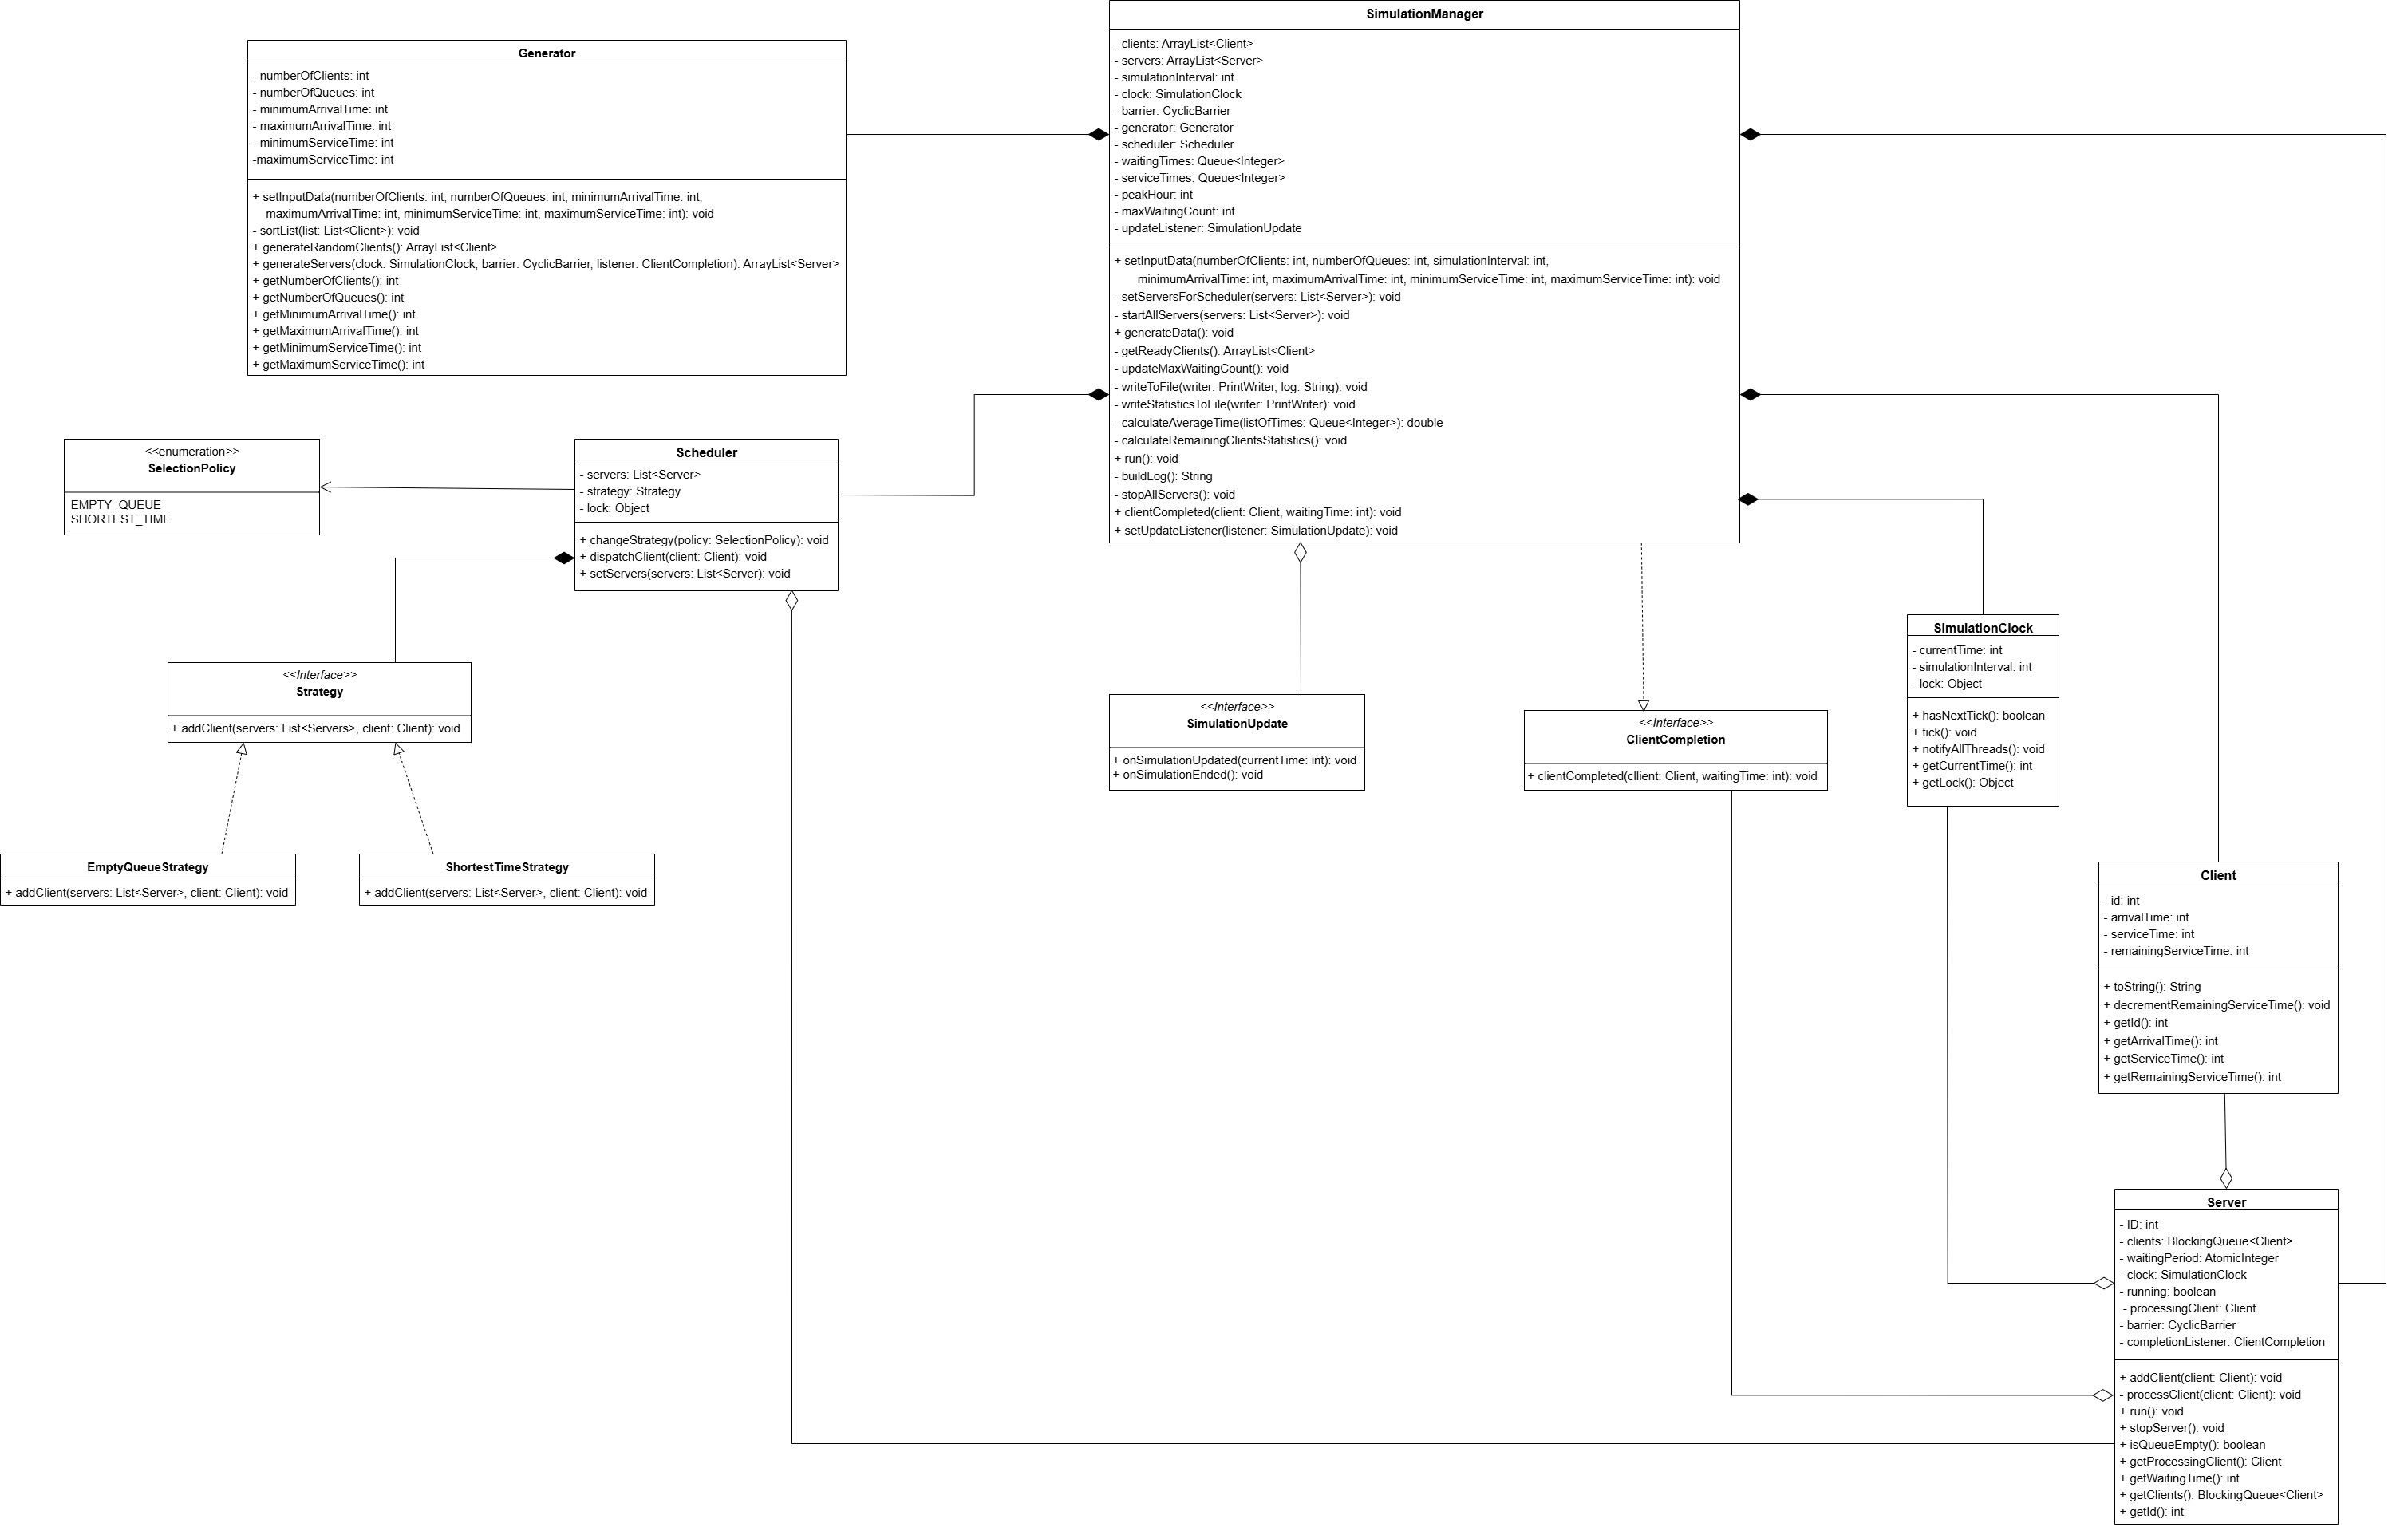 SimulationManager
- clients: ArrayList<Client>
- servers: ArrayList<Server>
- simulationInterval: int
- clock: SimulationClock
- barrier: CyclicBarrier
- generator: Generator
- scheduler: Scheduler
- waitingTimes: Queue<Integer>
- serviceTimes: Queue<Integer>
- peakHour: int
- maxWaitingCount: int
- updateListener: SimulationUpdate
+ setInputData(numberOfClients: int, numberOfQueues: int, simulationInterval: int,
minimumArrivalTime: int, maximumArrivalTime: int, minimumServiceTime: int, maximumServiceTime: int): void
- setServersForScheduler(servers: List<Server>): void
- startAllServers(servers: List<Server>): void
+ generateData(): void
- getReadyClients(): ArrayList<Client>
- updateMaxWaitingCount(): void
- writeToFile(writer: PrintWriter, log: String): void
- writeStatisticsToFile(writer: PrintWriter): void
- calculateAverageTime(listOfTimes: Queue<Integer>): double
- calculateRemainingClientsStatistics(): void
+ run(): void
- buildLog(): String
- stopAllServers(): void
+ clientCompleted(client: Client, waitingTime: int): void
+ setUpdateListener(listener: SimulationUpdate): void
Generator
- numberOfClients: int
- numberOfQueues: int
- minimumArrivalTime: int
- maximumArrivalTime: int
- minimumServiceTime: int
-maximumServiceTime: int
+ setInputData(numberOfClients: int, numberOfQueues: int, minimumArrivalTime: int,
maximumArrivalTime: int, minimumServiceTime: int, maximumServiceTime: int): void
- sortList(list: List<Client>): void
+ generateRandomClients(): ArrayList<Client>
+ generateServers(clock: SimulationClock, barrier: CyclicBarrier, listener: ClientCompletion): ArrayList<Server>
+ getNumberOfClients(): int
+ getNumberOfQueues(): int
+ getMinimumArrivalTime(): int
+ getMaximumArrivalTime(): int
+ getMinimumServiceTime(): int
+ getMaximumServiceTime(): int
<<enumeration>>
SelectionPolicy
EMPTY_QUEUE
SHORTEST_TIME
Scheduler
- servers: List<Server>
- strategy: Strategy
- lock: Object
+ changeStrategy(policy: SelectionPolicy): void
+ dispatchClient(client: Client): void
+ setServers(servers: List<Server): void
<<Interface>>
Strategy
+ addClient(servers: List<Servers>, client: Client): void
EmptyQueueStrategy
+ addClient(servers: List<Server>, client: Client): void
ShortestTimeStrategy
+ addClient(servers: List<Server>, client: Client): void
<<Interface>>
SimulationUpdate
+ onSimulationUpdated(currentTime: int): void
+ onSimulationEnded(): void
<<Interface>>
ClientCompletion
+ clientCompleted(cllient: Client, waitingTime: int): void
SimulationClock
- currentTime: int
- simulationInterval: int
- lock: Object
+ hasNextTick(): boolean
+ tick(): void
+ notifyAllThreads(): void
+ getCurrentTime(): int
+ getLock(): Object
Client
- id: int
- arrivalTime: int
- serviceTime: int
- remainingServiceTime: int
+ toString(): String
+ decrementRemainingServiceTime(): void
+ getId(): int
+ getArrivalTime(): int
+ getServiceTime(): int
+ getRemainingServiceTime(): int
Server
- ID: int
- clients: BlockingQueue<Client>
- waitingPeriod: AtomicInteger
- clock: SimulationClock
- running: boolean
- processingClient: Client
- barrier: CyclicBarrier
- completionListener: ClientCompletion
+ addClient(client: Client): void
- processClient(client: Client): void
+ run(): void
+ stopServer(): void
+ isQueueEmpty(): boolean
+ getProcessingClient(): Client
+ getWaitingTime(): int
+ getClients(): BlockingQueue<Client>
+ getId(): int